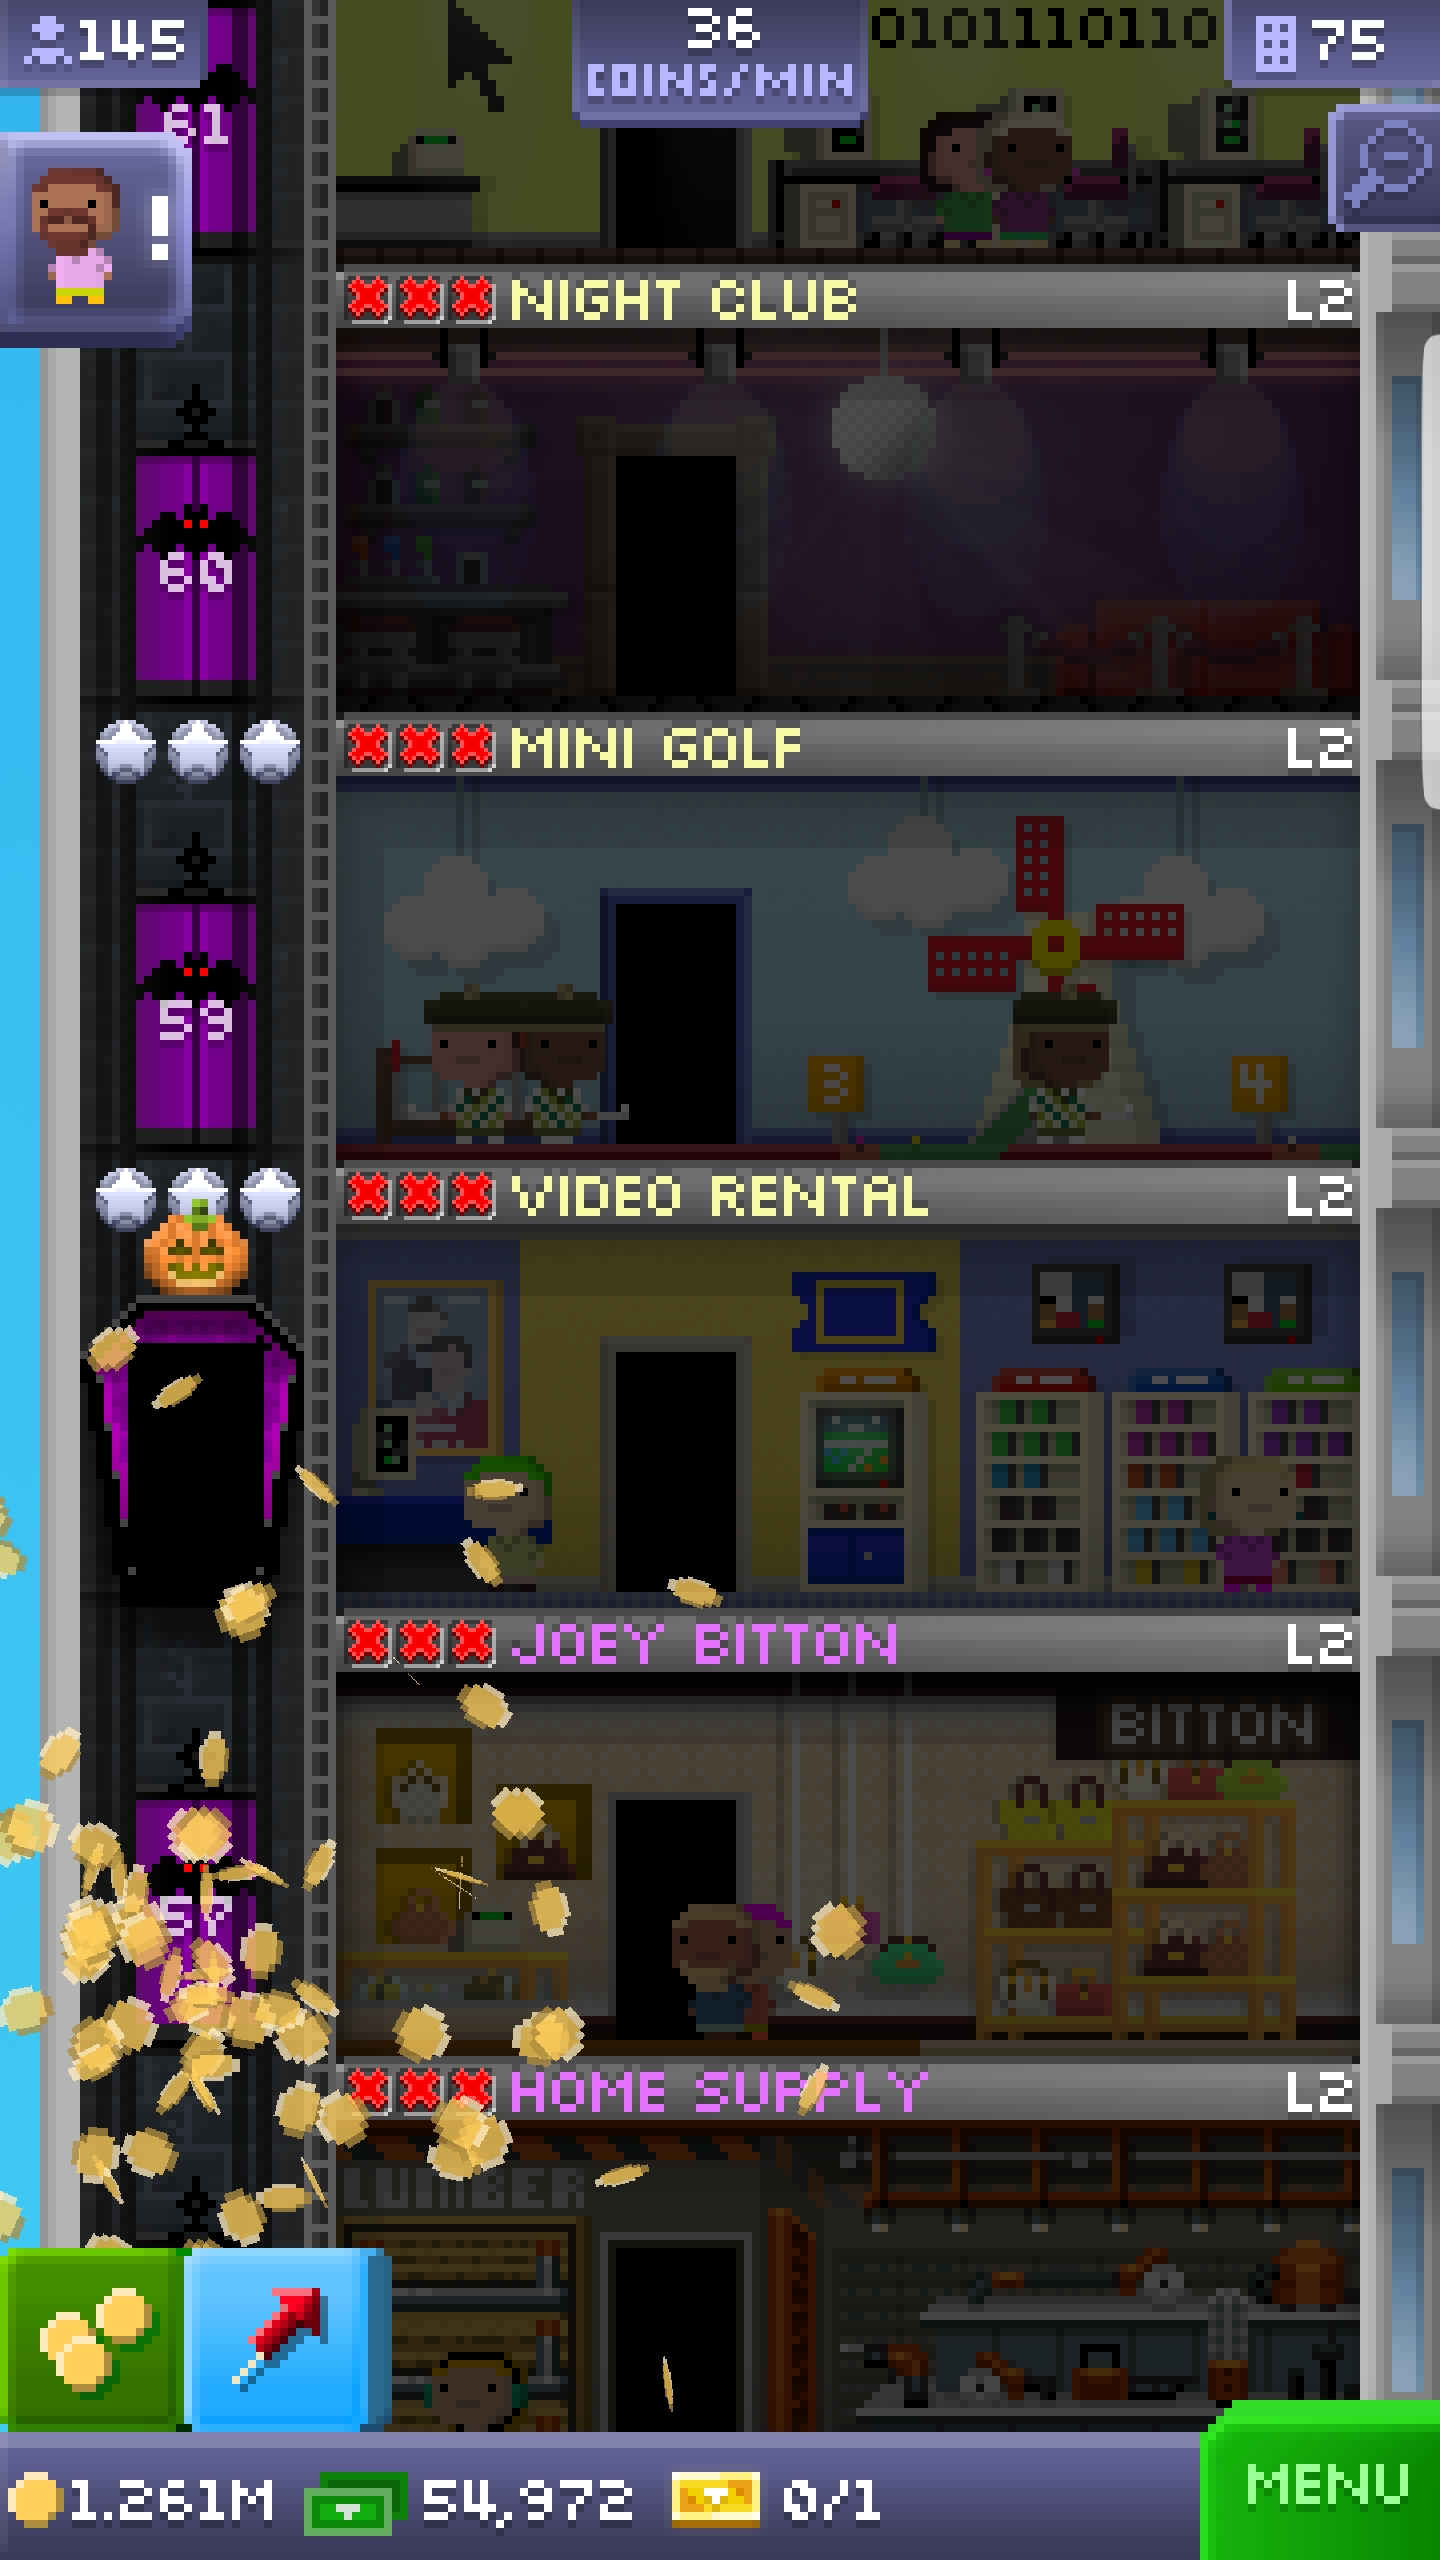 145
36
COINS/MIN
0101110110
75
61
!
NIGHT CLUB L2
60
MINI GOLF L2
59
3
4
VIDEO RENTAL L2
JOEY BITTON L2
BITTON
57
HOME SUPPLY L2
LUMBER
1.261M 54,972 0/1
MENU